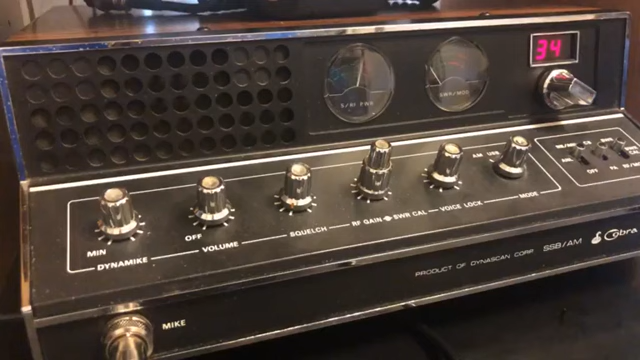 34
S/RF PWR
SWR/MOD
MIN
DYNAMIKE
OFF
VOLUME
SQUELCH
RF GAIN
SWR CAL
VOICE LOCK
AM
USB
MODE
OFF
PA
PRODUCT OF DYNASCAN CORP.
SSB/AM
Cobra
MIKE